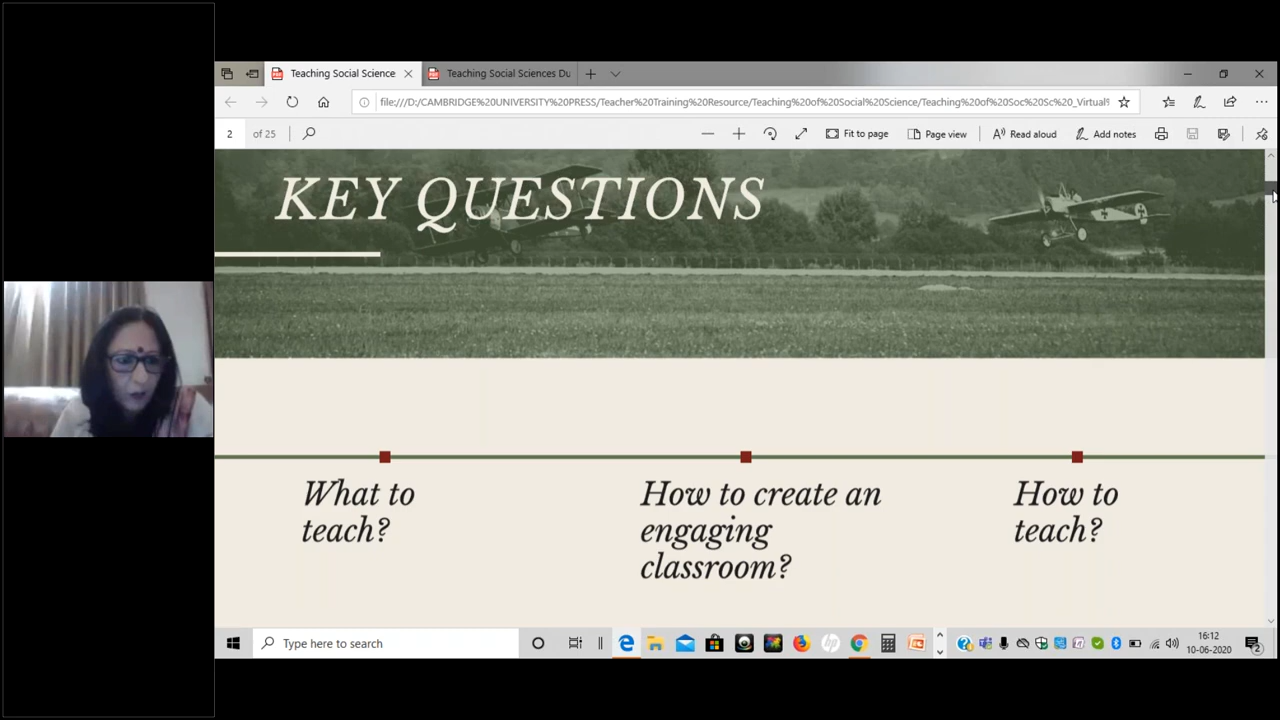 Teaching Social Science
Teaching Social Sciences Du
file:///D:/CAMBRIDGE%20UNIVERSITY%20PRESS/Teacher%20Training%20Resource/Teaching%20of%20Social%20Science/Teaching%20of%20Soc%20Sc%20_Virtual%
2 of 25
Fit to page
Page view
Read aloud
Add notes
KEY QUESTIONS
What to
teach?
How to create an
engaging
classroom?
How to
teach?
Type here to search
16:12
10-06-2020
2